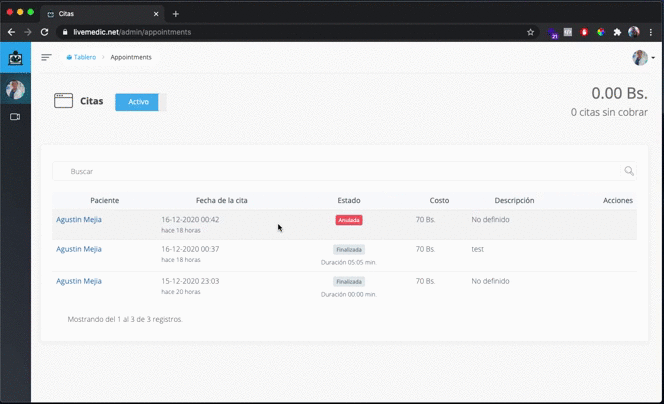 Citas
livemedic.net/admin/appointments
21
Tablero > Appointments
0.00 Bs.
Citas
Activo
0 citas sin cobrar
Buscar
Paciente Fecha de la cita Estado Costo Descripción Acciones
Agustin Mejia 16-12-2020 00:42 Anulada 70 Bs. No definido
hace 18 horas
Agustin Mejia 16-12-2020 00:37 Finalizada 70 Bs. test
hace 18 horas Duración 05:05 min.
Agustin Mejia 15-12-2020 23:03 Finalizada 70 Bs. No definido
hace 20 horas Duración 00:00 min.
Mostrando del 1 al 3 de 3 registros.